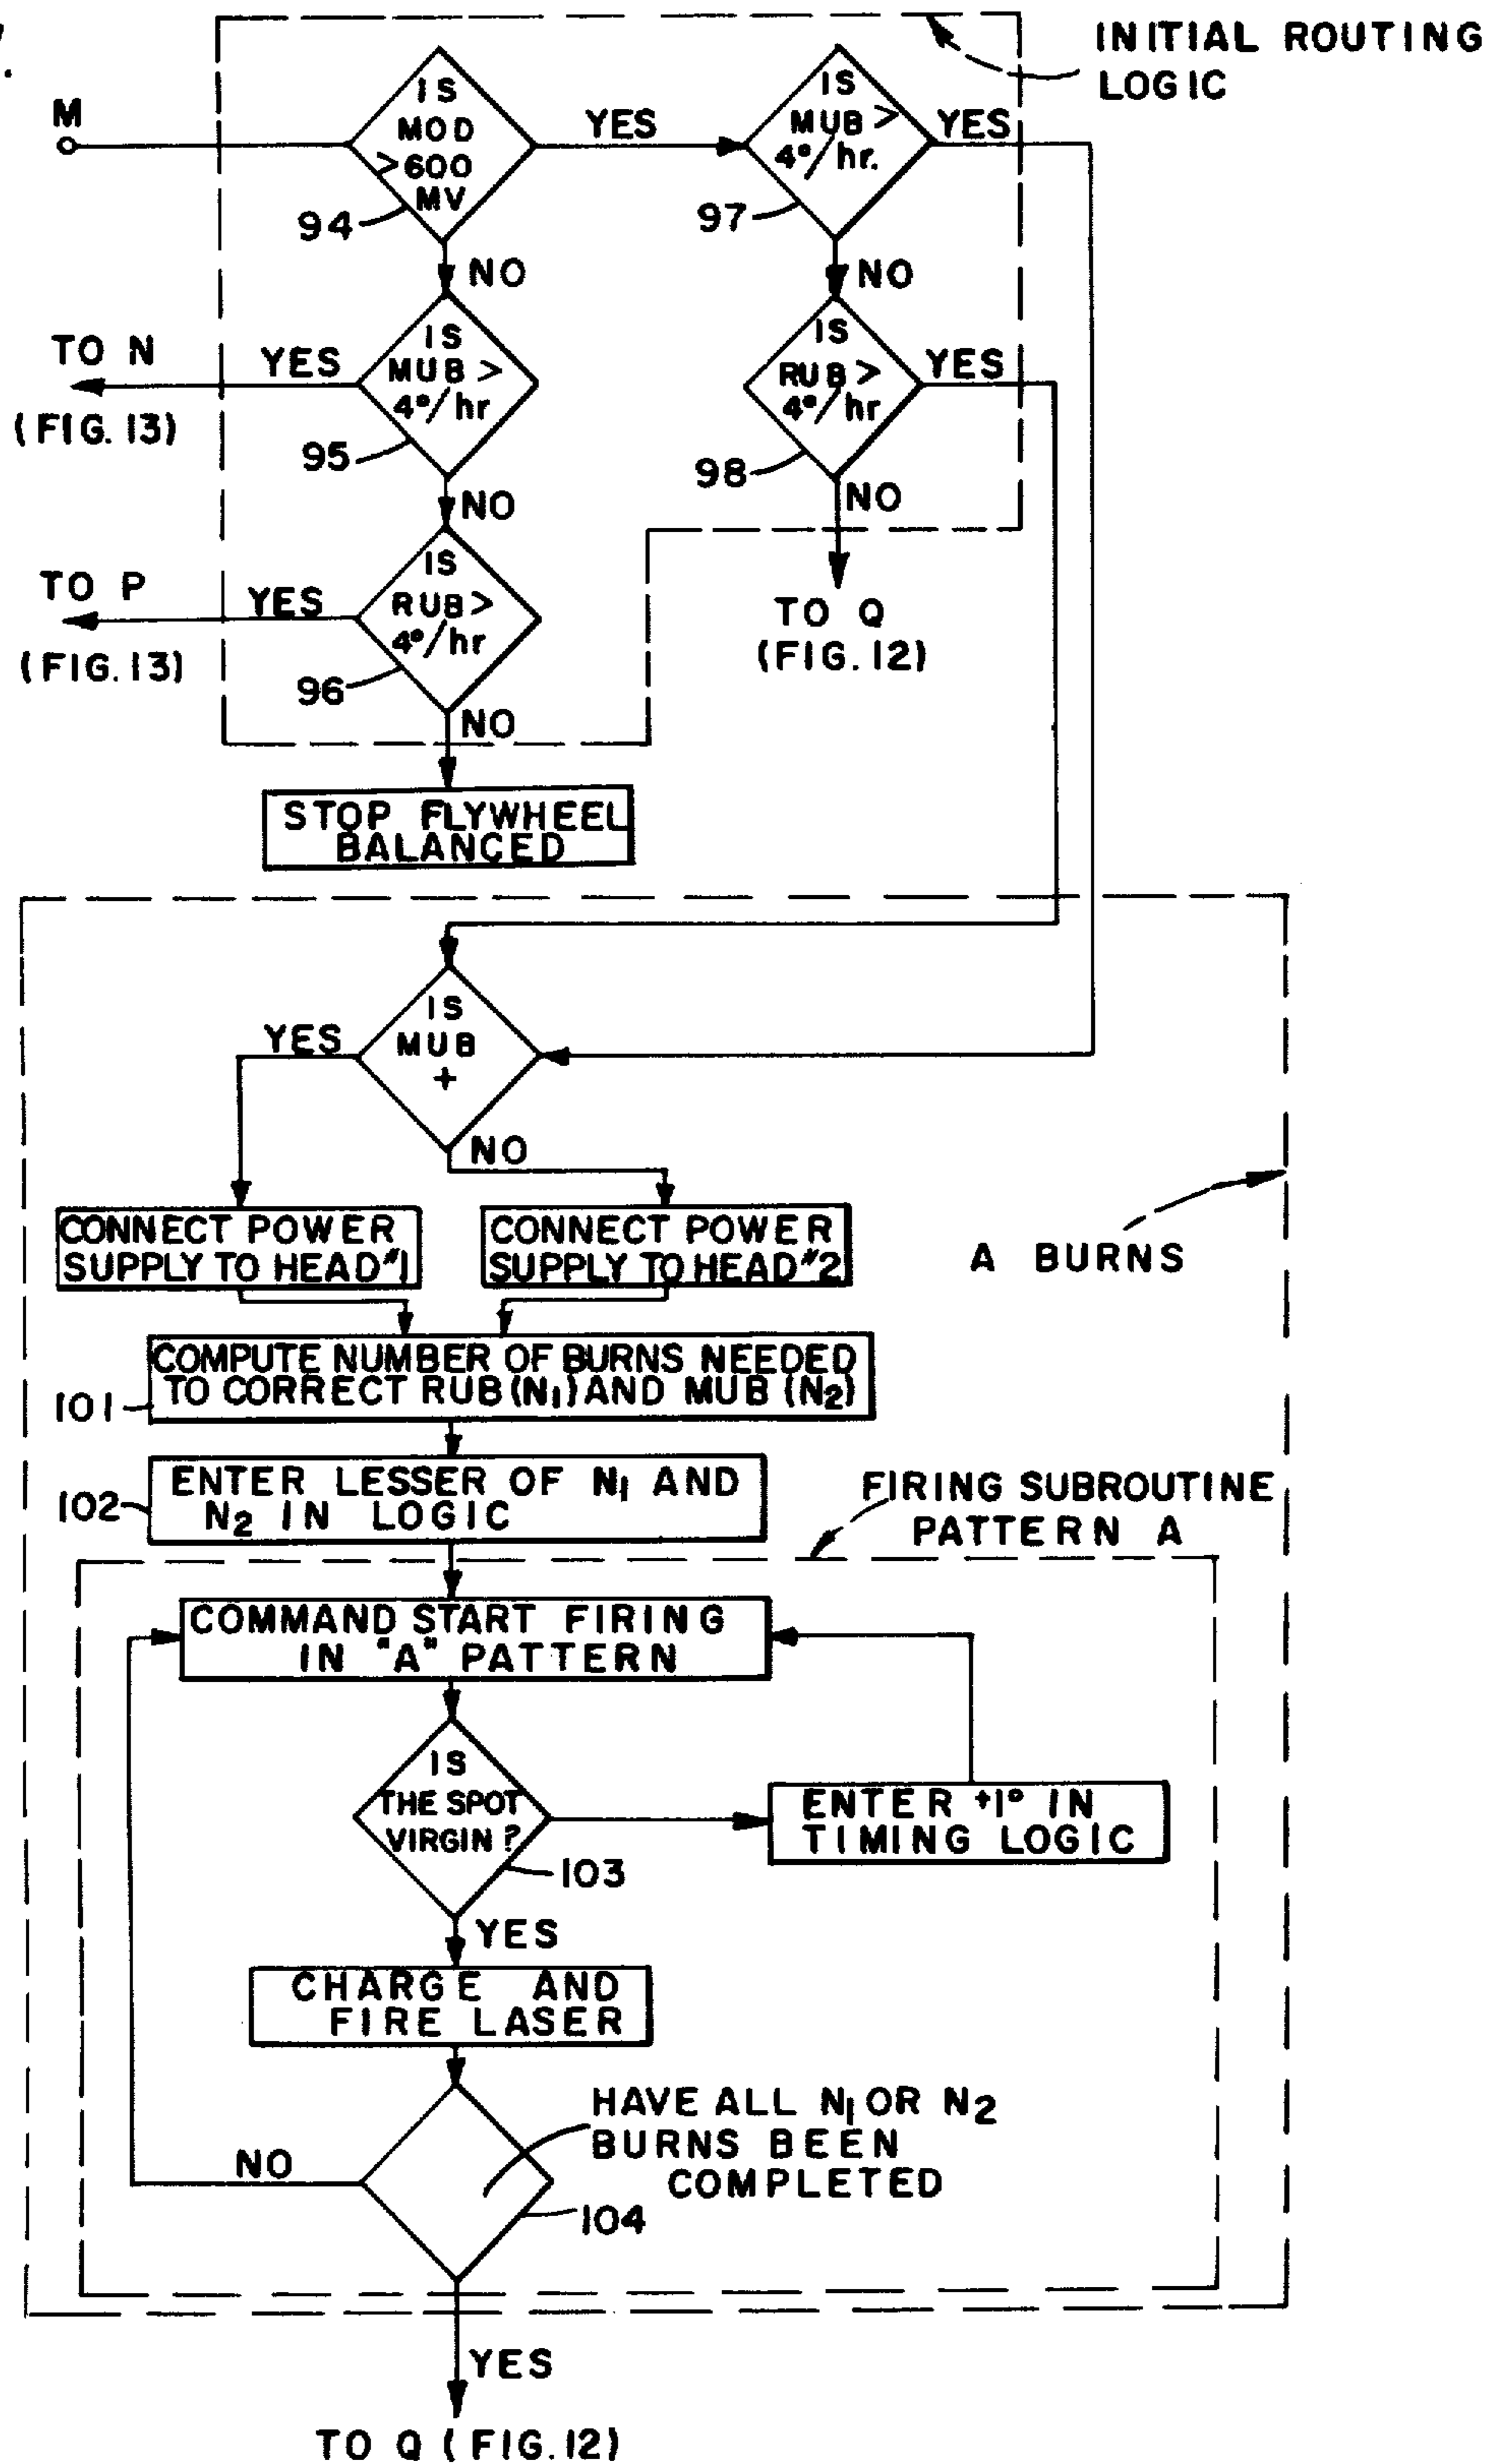 INITIAL ROUTING
LOGIC
M
IS
MOD
>600
MV
94
YES
IS
MUB >
4°/hr.
97
YES
NO
NO
TO N
(FIG. 13)
YES
IS
MUB >
4°/hr
95
IS
RUB >
4°/hr
98
YES
NO
NO
TO Q
(FIG. 12)
TO P
(FIG. 13)
YES
IS
RUB >
4°/hr
96
NO
STOP FLYWHEEL
BALANCED
IS
MUB
+
YES
NO
A BURNS
CONNECT POWER
SUPPLY TO HEAD #1
CONNECT POWER
SUPPLY TO HEAD #2
COMPUTE NUMBER OF BURNS NEEDED
TO CORRECT RUB (N1) AND MUB (N2)
101
ENTER LESSER OF N1 AND
N2 IN LOGIC
102
FIRING SUBROUTINE
PATTERN A
COMMAND START FIRING
IN "A" PATTERN
IS
THE SPOT
VIRGIN?
103
ENTER +1° IN
TIMING LOGIC
YES
CHARGE AND
FIRE LASER
HAVE ALL N1 OR N2
BURNS BEEN
COMPLETED
NO
104
YES
TO Q (FIG. 12)